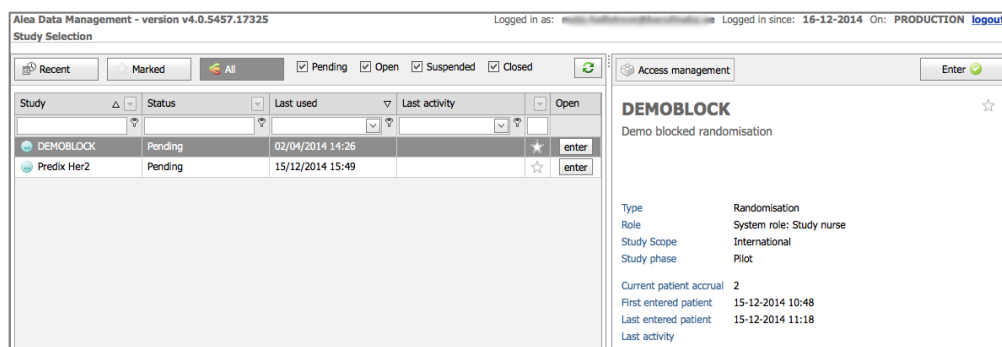 Alea Data Management - version v4.0.5457.17325 Logged in as: Logged in since: 16-12-2014 On: PRODUCTION logout
Study Selection
Recent Marked All Pending Open Suspended Closed Access management Enter
Study Status Last used Last activity Open
DEMOBLOCK Pending 02/04/2014 14:26 enter
Predix Her2 Pending 15/12/2014 15:49 enter
DEMOBLOCK
Demo blocked randomisation
Type Randomisation
Role System role: Study nurse
Study Scope International
Study phase Pilot
Current patient accrual 2
First entered patient 15-12-2014 10:48
Last entered patient 15-12-2014 11:18
Last activity